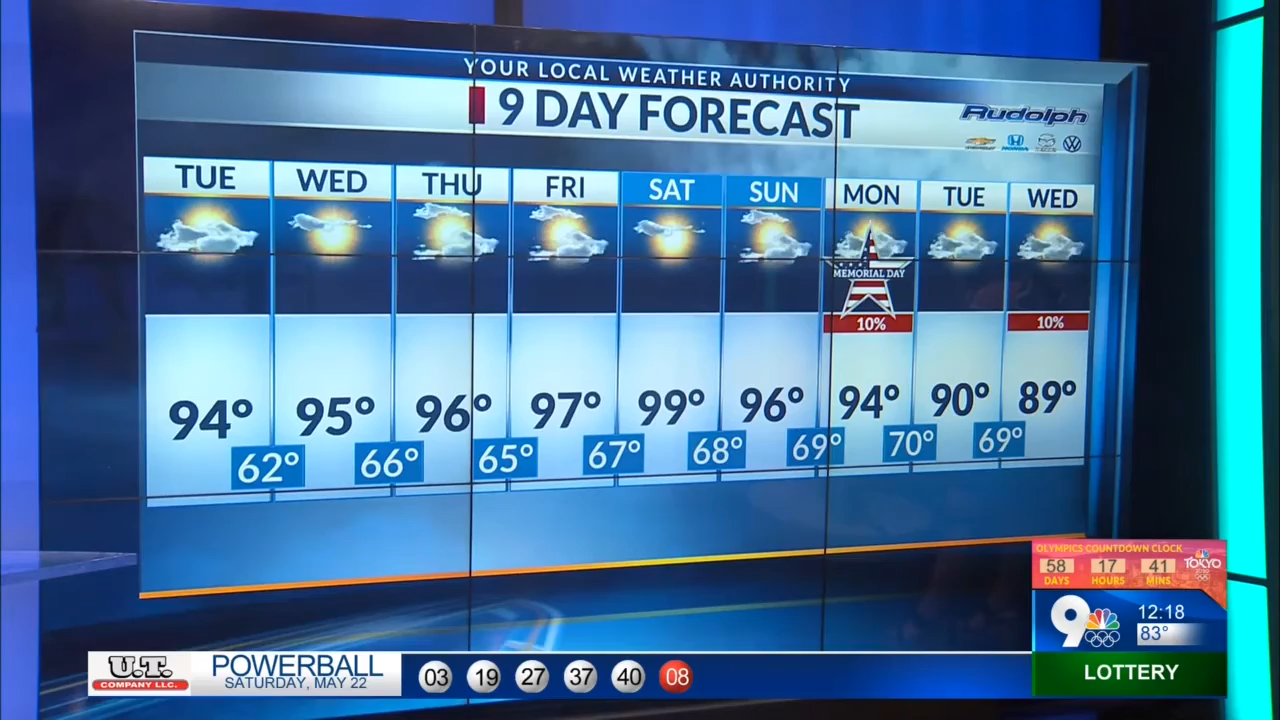 YOUR LOCAL WEATHER AUTHORITY
9 DAY FORECAST
Rudolph
HONDA
TUE WED THU FRI SAT SUN MON TUE WED
MEMORIAL DAY
10% 10%
94° 95° 96° 97° 99° 96° 94° 90° 89°
62° 66° 65° 67° 68° 69° 70° 69°
OLYMPICS COUNTDOWN CLOCK
58 17 41
DAYS HOURS MINS
TOKYO
2020
9
12:18
83°
LOTTERY
U.T.
COMPANY LLC.
POWERBALL
SATURDAY, MAY 22
03 19 27 37 40 08